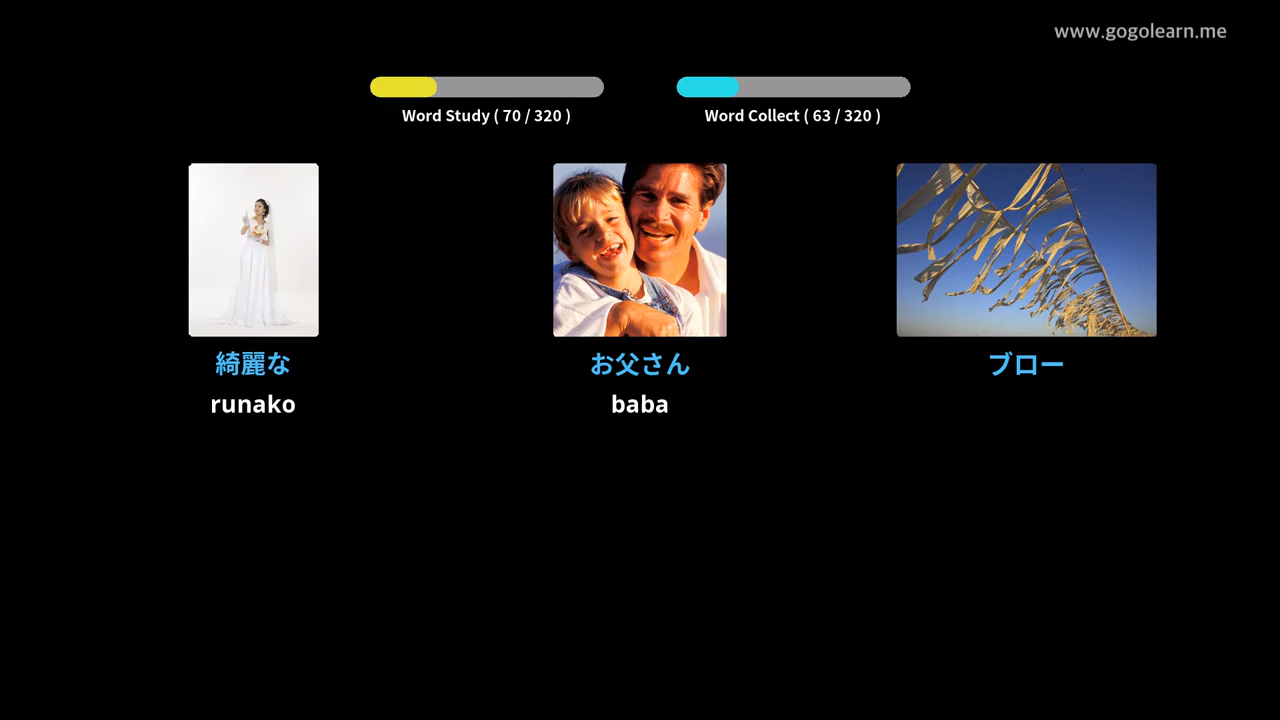 www.gogolearn.me
Word Study ( 70 / 320 )
Word Collect ( 63 / 320 )
綺麗な
お父さん
ブロー
runako
baba